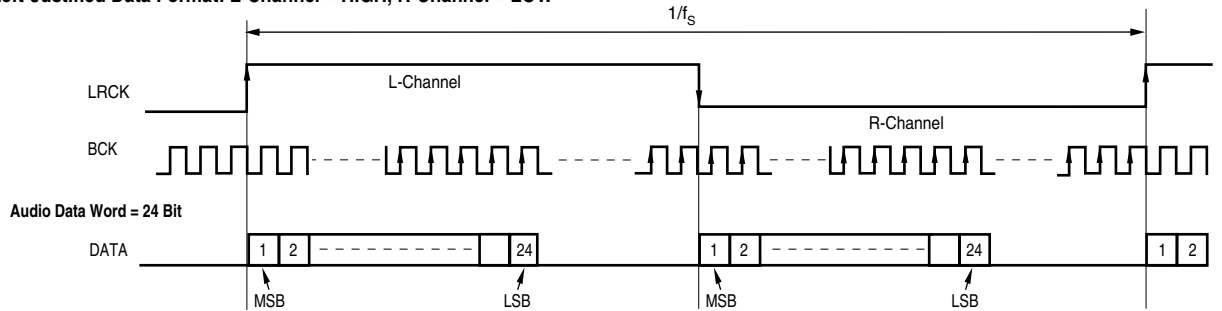 1/fS
LRCK
L-Channel
R-Channel
BCK
Audio Data Word = 24 Bit
DATA
1 2 24 1 2 24 1 2
MSB LSB MSB LSB